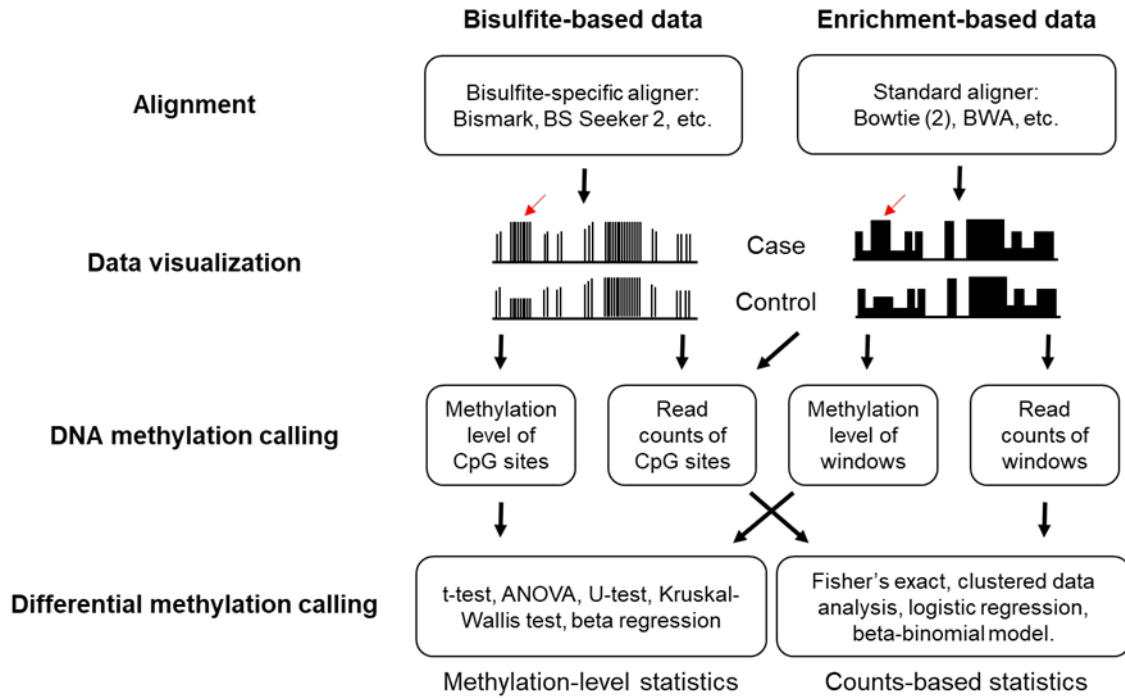 Bisulfite-based data
Enrichment-based data
Alignment
Bisulfite-specific aligner:
Bismark, BS Seeker 2, etc.
Standard aligner:
Bowtie (2), BWA, etc.
Data visualization
Case
Control
DNA methylation calling
Methylation
level of
CpG sites
Read
counts of
CpG sites
Methylation
level of
windows
Read
counts of
windows
Differential methylation calling
t-test, ANOVA, U-test, Kruskal-
Wallis test, beta regression
Fisher's exact, clustered data
analysis, logistic regression,
beta-binomial model.
Methylation-level statistics
Counts-based statistics